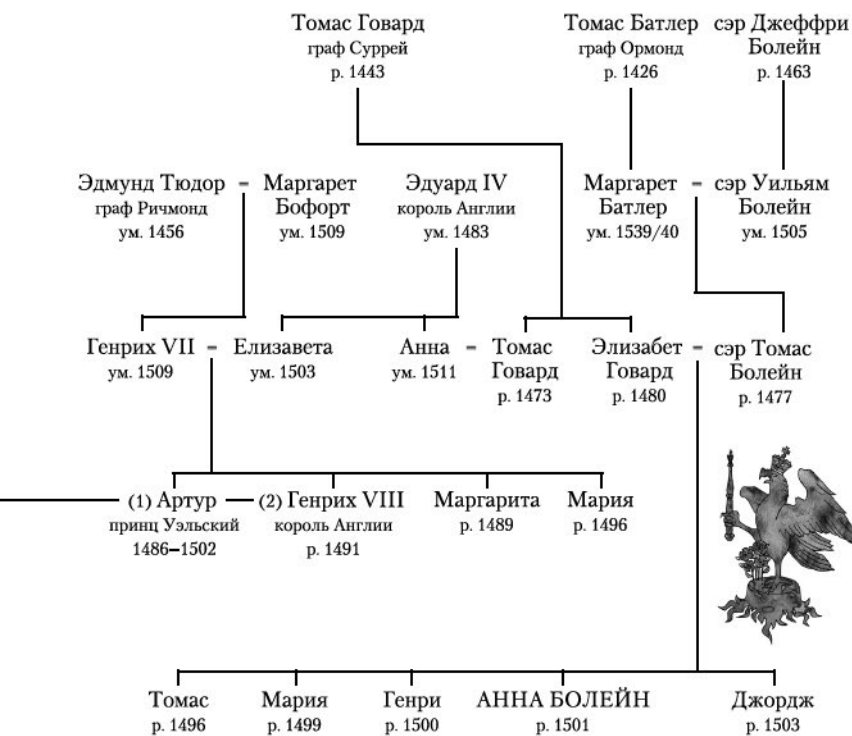 Томас Говард
граф Суррей
р. 1443
Томас Батлер
граф Ормонд
р. 1426
сэр Джеффри
Болейн
р. 1463
Эдмунд Тюдор –
граф Ричмонд
ум. 1456
Маргарет
Бофорт
ум. 1509
Эдуард IV
король Англии
ум. 1483
Маргарет –
Батлер
ум. 1539/40
сэр Уильям
Болейн
ум. 1505
Генрих VII –
ум. 1509
Елизавета
ум. 1503
Анна –
ум. 1511
Томас
Говард
р. 1473
Элизабет –
Говард
р. 1480
сэр Томас
Болейн
р. 1477
(1) Артур
принц Уэльский
1486–1502
(2) Генрих VIII
король Англии
р. 1491
Маргарита
р. 1489
Мария
р. 1496
Томас
р. 1496
Мария
р. 1499
Генри
р. 1500
АННА БОЛЕЙН
р. 1501
Джордж
р. 1503